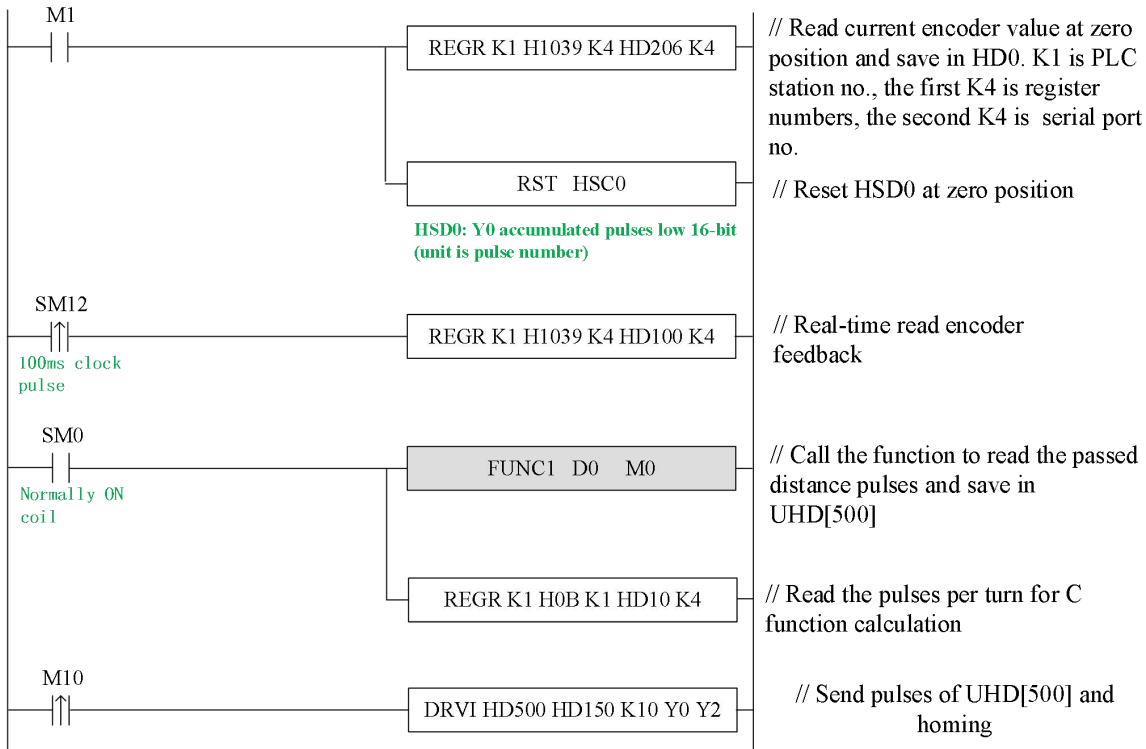 M1
REGR K1 H1039 K4 HD206 K4
// Read current encoder value at zero
position and save in HD0. K1 is PLC
station no., the first K4 is register
numbers, the second K4 is serial port
no.
RST HSC0
// Reset HSD0 at zero position
HSD0: Y0 accumulated pulses low 16-bit
(unit is pulse number)
SM12
REGR K1 H1039 K4 HD100 K4
// Real-time read encoder
feedback
100ms clock
pulse
SM0
FUNC1 D0 M0
// Call the function to read the passed
distance pulses and save in
UHD[500]
Normally ON
coil
REGR K1 H0B K1 HD10 K4
// Read the pulses per turn for C
function calculation
M10
DRVI HD500 HD150 K10 Y0 Y2
// Send pulses of UHD[500] and
homing